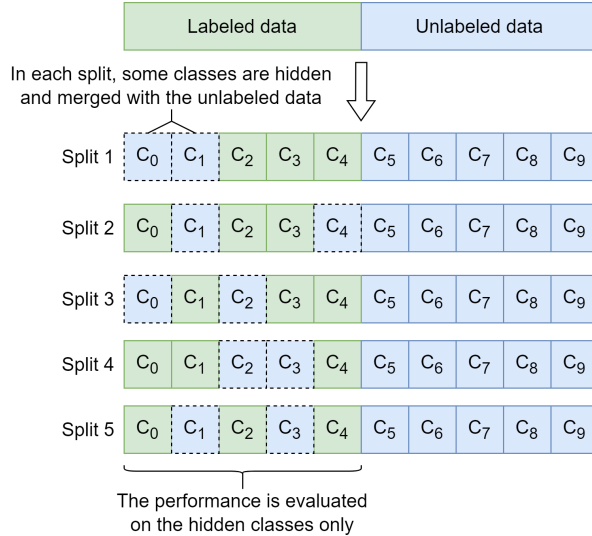 Labeled data Unlabeled data
In each split, some classes are hidden
and merged with the unlabeled data
Split 1 C0 C1 C2 C3 C4 C5 C6 C7 C8 C9
Split 2 C0 C1 C2 C3 C4 C5 C6 C7 C8 C9
Split 3 C0 C1 C2 C3 C4 C5 C6 C7 C8 C9
Split 4 C0 C1 C2 C3 C4 C5 C6 C7 C8 C9
Split 5 C0 C1 C2 C3 C4 C5 C6 C7 C8 C9
The performance is evaluated
on the hidden classes only